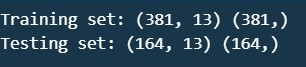 Training set: (381, 13) (381,)
Testing set: (164, 13) (164,)